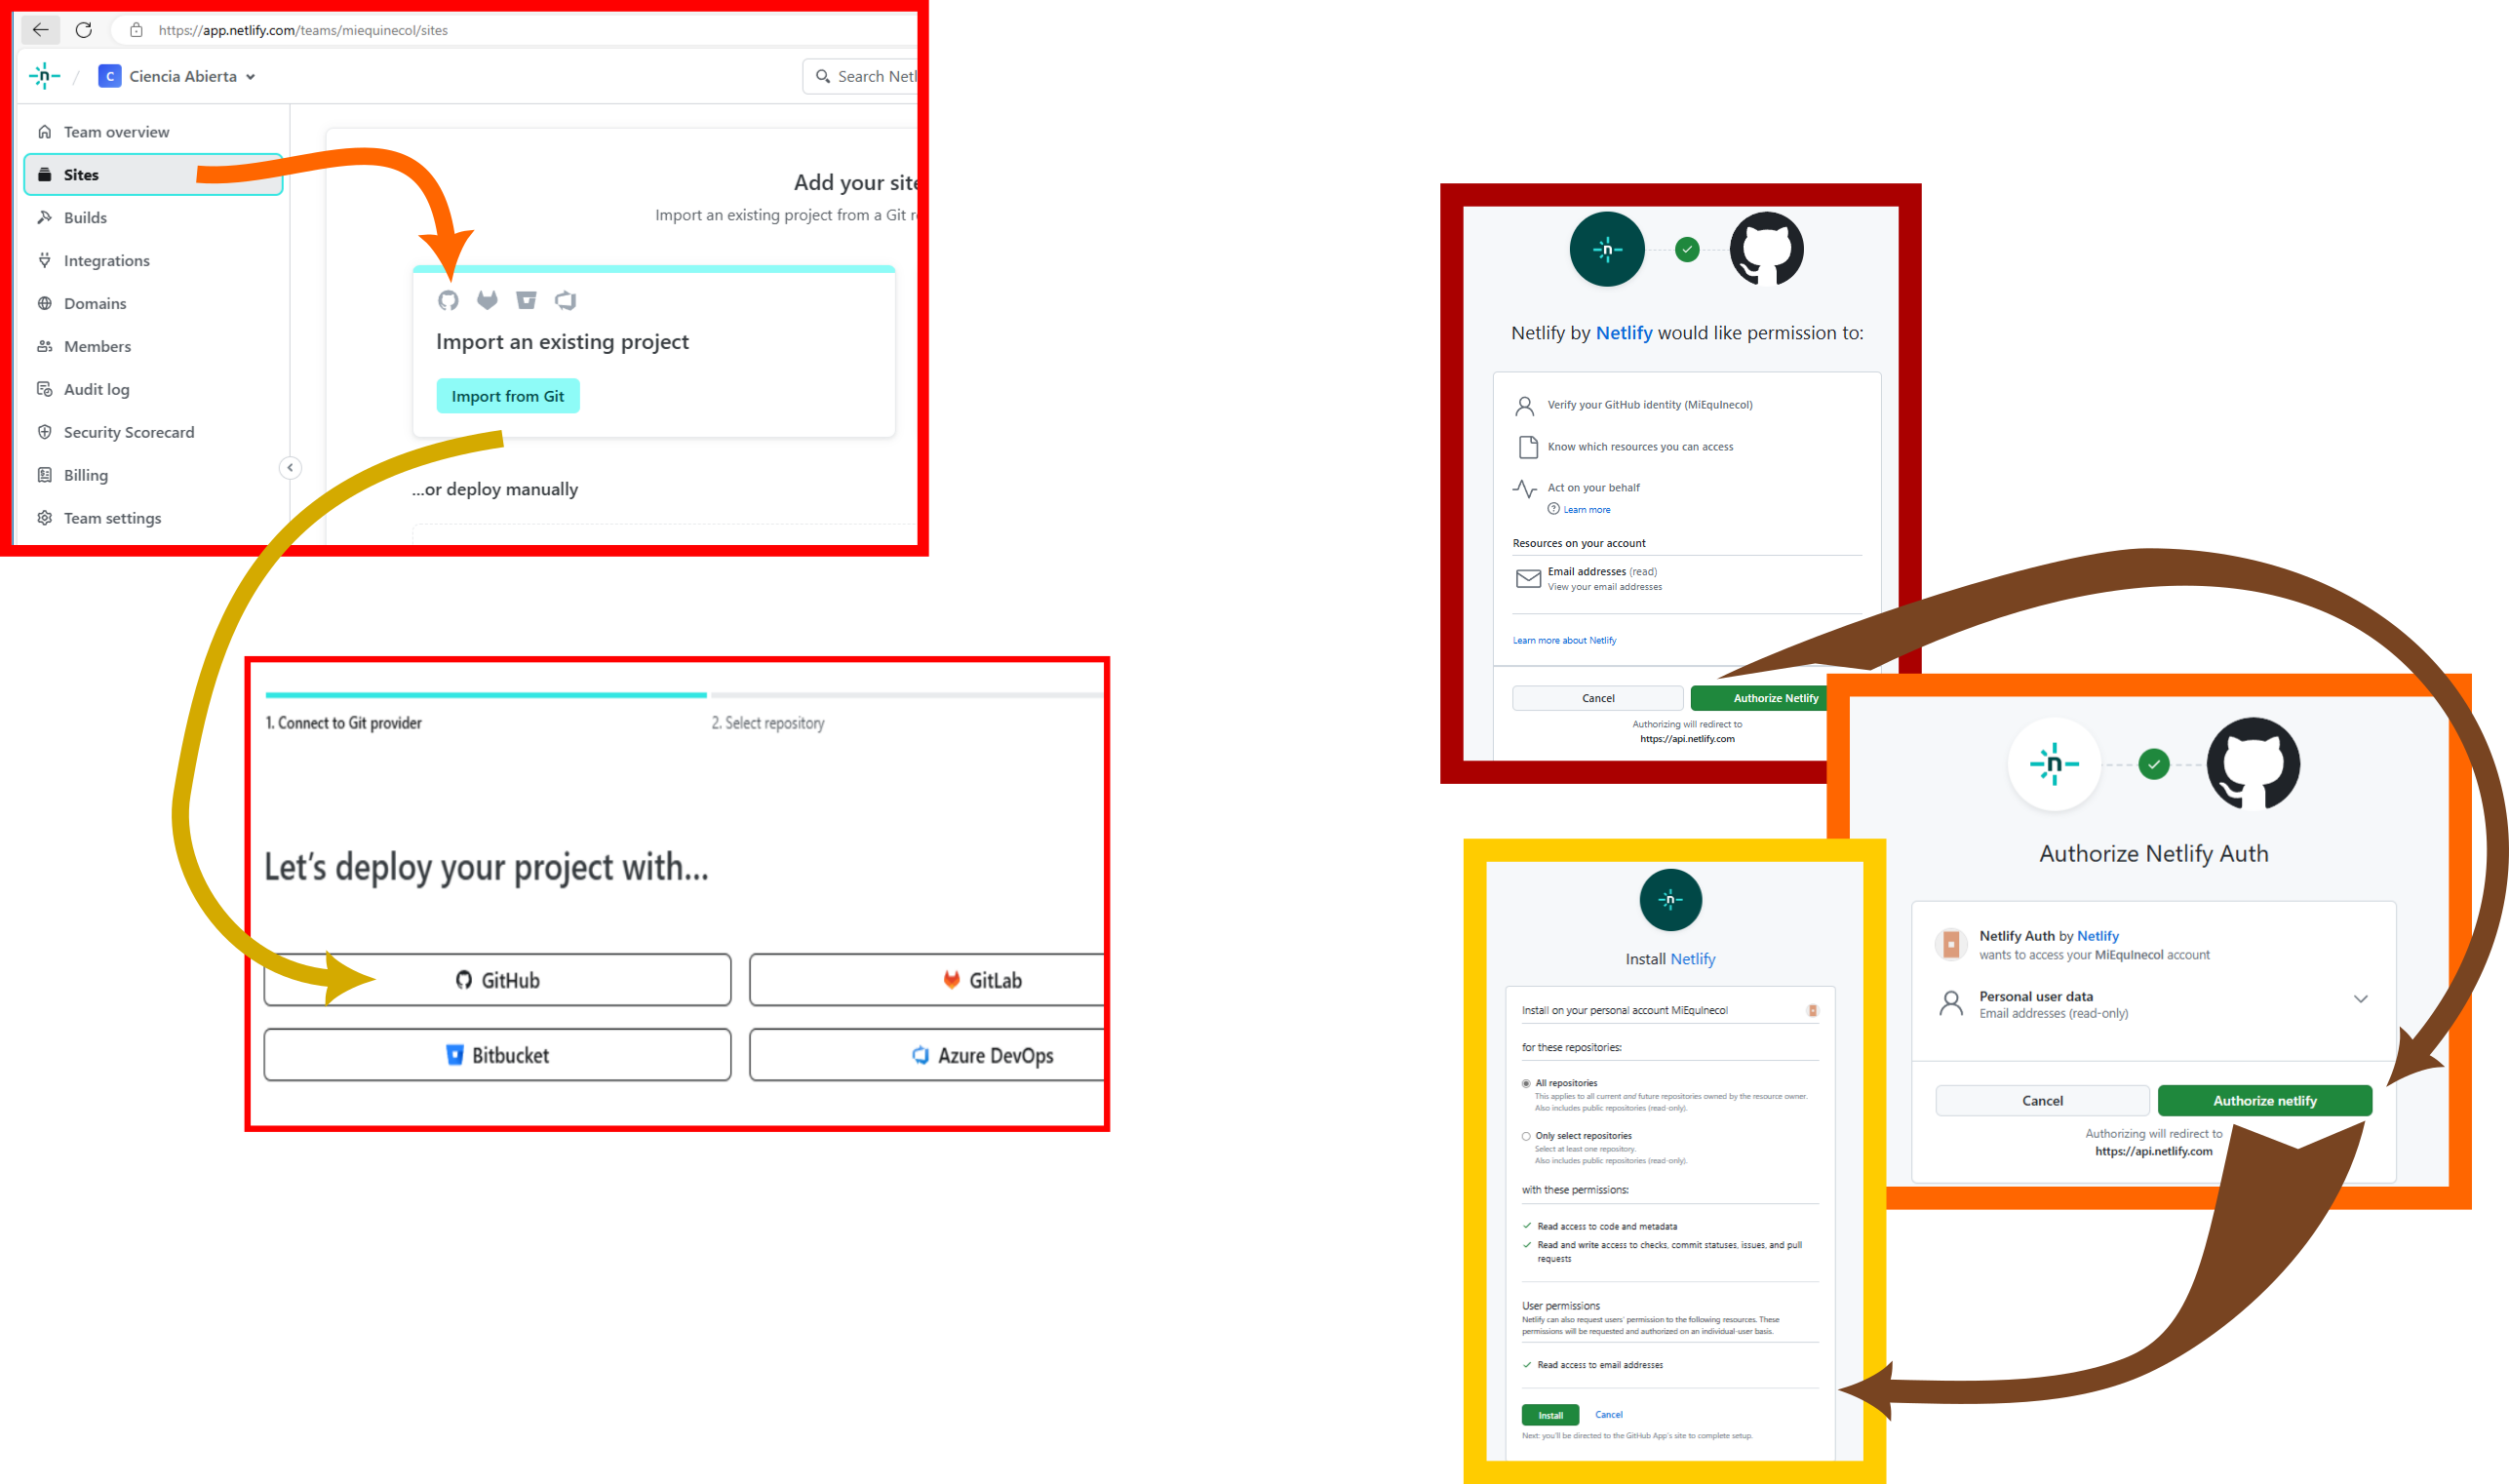 https://app.netlify.com/teams/miequinecol/sites
C Ciencia Abierta
Search Netl
Team overview
Sites
Builds
Integrations
Domains
Members
Audit log
Security Scorecard
Billing
Team settings
Add your site
Import an existing project from a Git re
Import an existing project
Import from Git
...or deploy manually
1. Connect to Git provider
2. Select repository
Let's deploy your project with...
GitHub
GitLab
Bitbucket
Azure DevOps
Netlify by Netlify would like permission to:
Verify your GitHub identity (MiEquInecol)
Know which resources you can access
Act on your behalf
Learn more
Resources on your account
Email addresses (read)
View your email addresses
Learn more about Netlify
Cancel
Authorize Netlify
Authorizing will redirect to
https://api.netlify.com
Authorize Netlify Auth
Netlify Auth by Netlify
wants to access your MiEquInecol account
Personal user data
Email addresses (read-only)
Cancel
Authorize netlify
Authorizing will redirect to
https://api.netlify.com
Install Netlify
Install on your personal account MiEquInecol
for these repositories:
All repositories
This applies to all current and future repositories owned by the resource owner.
Also includes public repositories (read-only).
Only select repositories
Select at least one repository.
Also includes public repositories (read-only).
with these permissions:
Read access to code and metadata
Read and write access to checks, commit statuses, issues, and pull
requests
User permissions
Netlify can also request users' permission to the following resources. These
permissions will be requested and authorized on an individual-user basis.
Read access to email addresses
Install
Cancel
Next: you'll be directed to the GitHub App's site to complete setup.